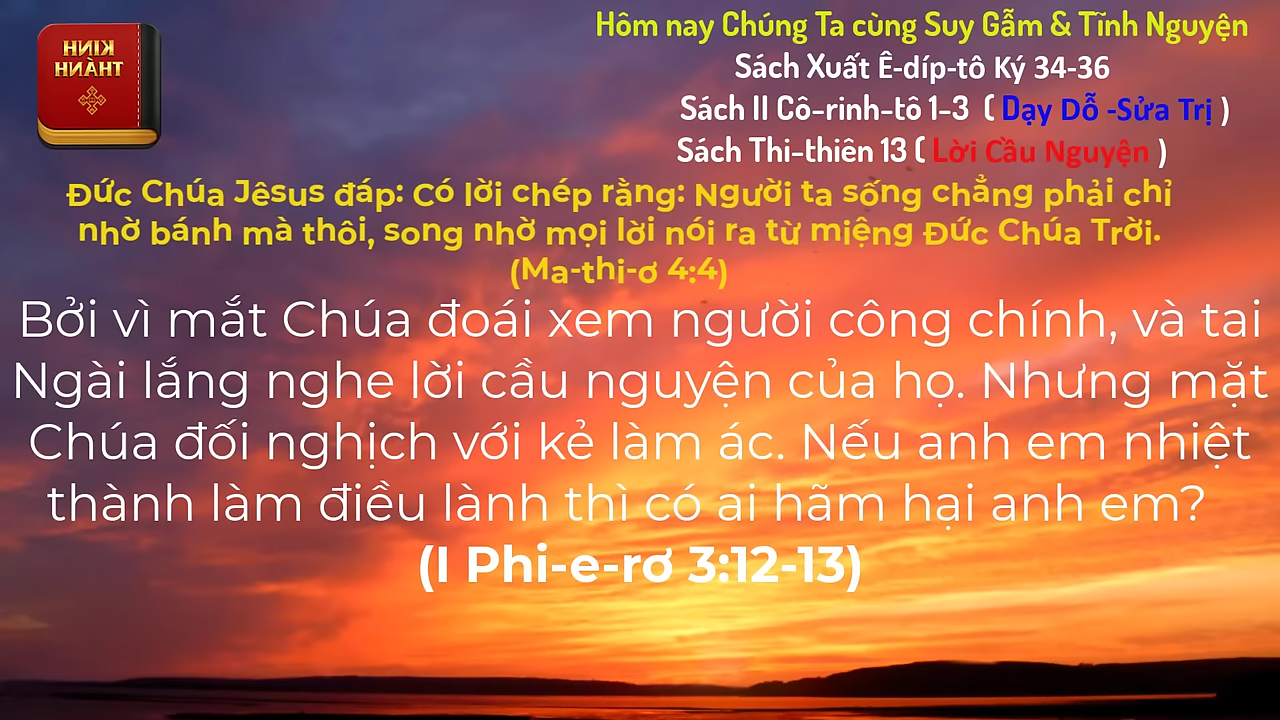 KINH
THÀNH
Hôm nay Chúng Ta cùng Suy Gẫm & Tĩnh Nguyện
Sách Xuất Ê-díp-tô Ký 34-36
Sách II Cô-rinh-tô 1-3 ( Dạy Dỗ -Sửa Trị )
Sách Thi-thiên 13 ( Lời Cầu Nguyện )
Đức Chúa Jêsus đáp: Có lời chép rằng: Người ta sống chẳng phải chỉ
nhờ bánh mà thôi, song nhờ mọi lời nói ra từ miệng Đức Chúa Trời.
(Ma-thi-ơ 4:4)
Bởi vì mắt Chúa đoái xem người công chính, và tai
Ngài lắng nghe lời cầu nguyện của họ. Nhưng mặt
Chúa đối nghịch với kẻ làm ác. Nếu anh em nhiệt
thành làm điều lành thì có ai hãm hại anh em?
(I Phi-e-rơ 3:12-13)